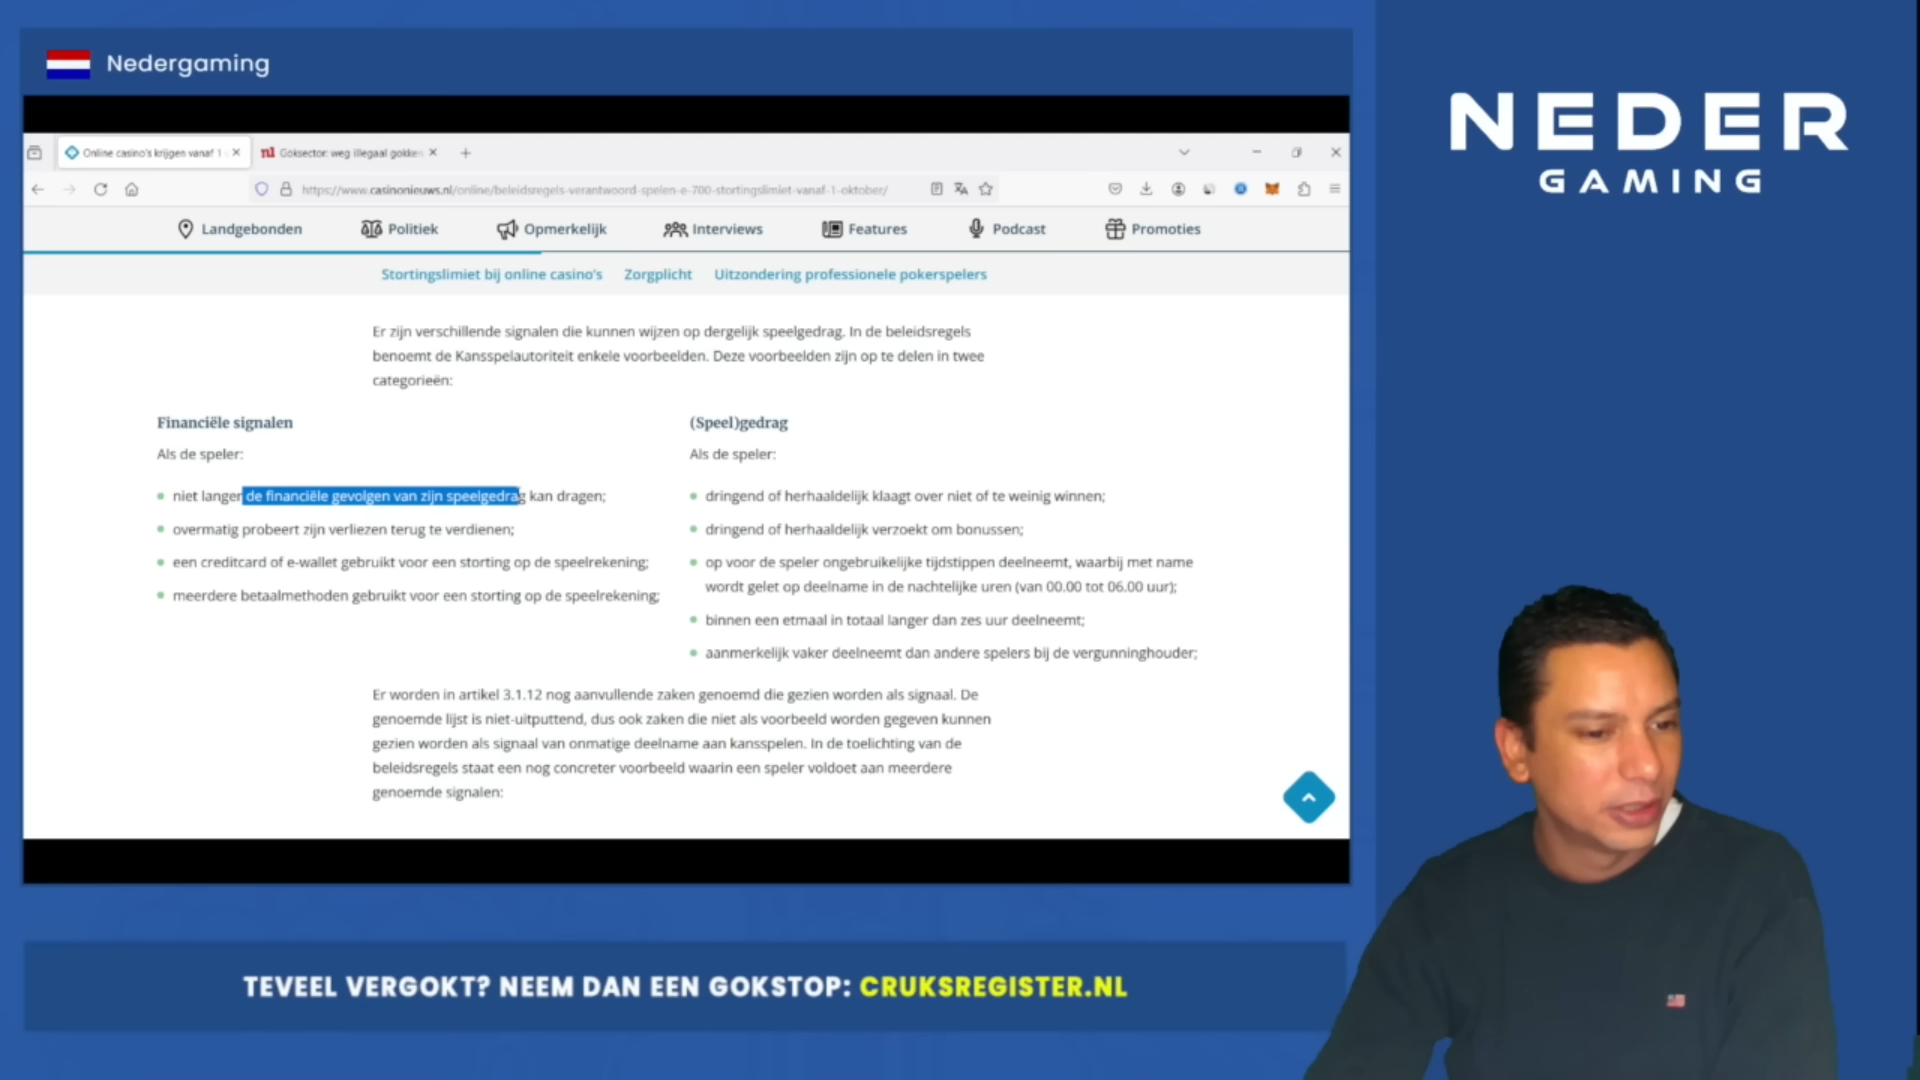 Nedergaming
NEDER
GAMING
Online casino's krijgen vanaf 1
Goksector: weg illegaal gokken
https://www.casinonieuws.nl/online/beleidsregels-verantwoord-spelen-e-700-stortingslimiet-vanaf-1-oktober/
Landgebonden Politiek Opmerkelijk Interviews Features Podcast Promoties
Stortingslimiet bij online casino's Zorgplicht Uitzondering professionele pokerspelers
Er zijn verschillende signalen die kunnen wijzen op dergelijk speelgedrag. In de beleidsregels
benoemt de Kansspelautoriteit enkele voorbeelden. Deze voorbeelden zijn op te delen in twee
categorieën:
Financiële signalen
Als de speler:
niet langer de financiële gevolgen van zijn speelgedrag kan dragen;
overmatig probeert zijn verliezen terug te verdienen;
een creditcard of e-wallet gebruikt voor een storting op de speelrekening;
meerdere betaalmethoden gebruikt voor een storting op de speelrekening;
(Speel)gedrag
Als de speler:
dringend of herhaaldelijk klaagt over niet of te weinig winnen;
dringend of herhaaldelijk verzoekt om bonussen;
op voor de speler ongebruikelijke tijdstippen deelneemt, waarbij met name
wordt gelet op deelname in de nachtelijke uren (van 00.00 tot 06.00 uur);
binnen een etmaal in totaal langer dan zes uur deelneemt;
aanmerkelijk vaker deelneemt dan andere spelers bij de vergunninghouder;
Er worden in artikel 3.1.12 nog aanvullende zaken genoemd die gezien worden als signaal. De
genoemde lijst is niet-uitputtend, dus ook zaken die niet als voorbeeld worden gegeven kunnen
gezien worden als signaal van onmatige deelname aan kansspelen. In de toelichting van de
beleidsregels staat een nog concreter voorbeeld waarin een speler voldoet aan meerdere
genoemde signalen:
TEVEEL VERGOKT? NEEM DAN EEN GOKSTOP: CRUKSREGISTER.NL